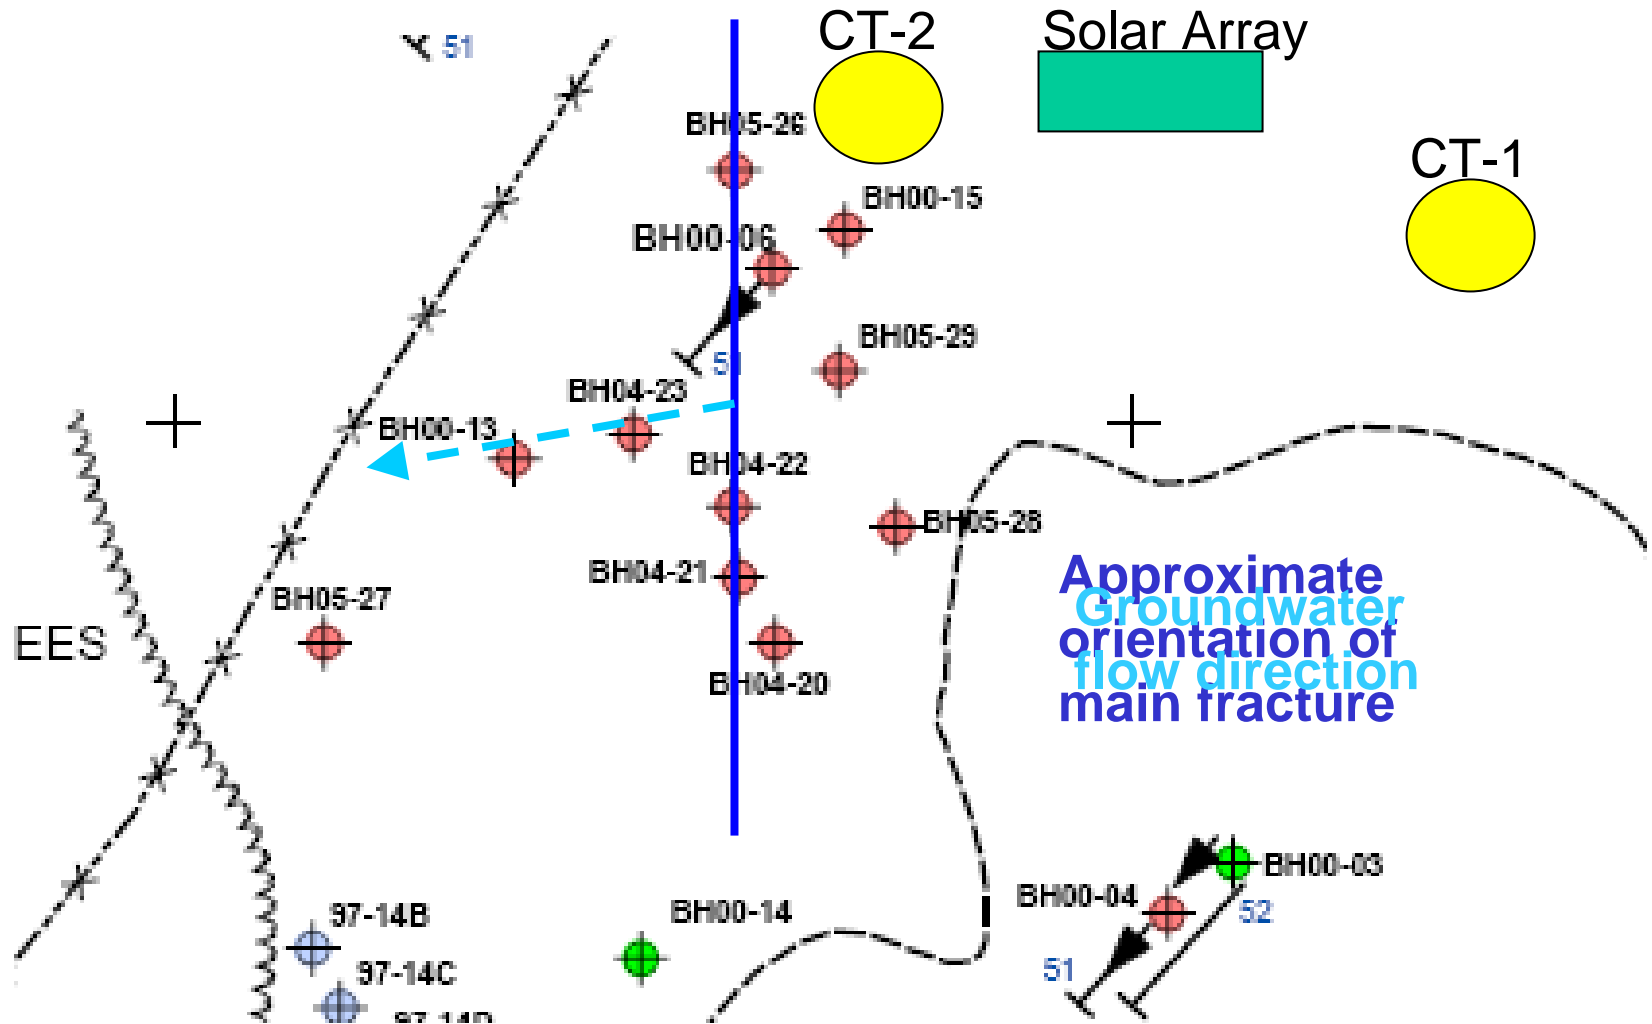 CT-2
Solar Array
51
BH05-26
CT-1
BH00-15
BH00-06
BH05-29
51
BH04-23
BH00-13
BH04-22
BH05-28
BH04-21
Approximate
orientation of
main fracture
Groundwater
flow direction
BH05-27
EES
BH04-20
BH00-03
BH00-04
52
97-14B
BH00-14
51
97-14C
97-14D